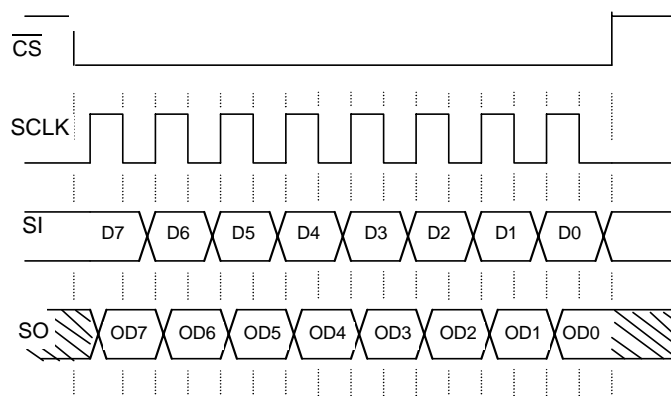 C̅S̅
SCLK
SI D7 D6 D5 D4 D3 D2 D1 D0
SO OD7 OD6 OD5 OD4 OD3 OD2 OD1 OD0